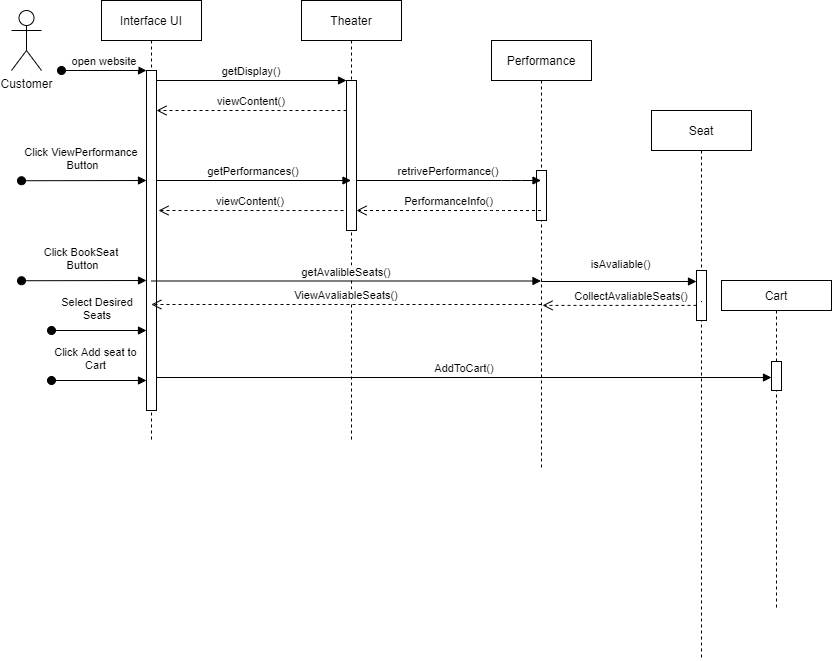 Interface UI
Theater
Performance
Seat
Cart
Customer
open website
getDisplay()
viewContent()
Click ViewPerformance
Button
getPerformances()
retrivePerformance()
viewContent()
PerformanceInfo()
Click BookSeat
Button
getAvalibleSeats()
isAvaliable()
ViewAvaliableSeats()
CollectAvaliableSeats()
Select Desired
Seats
Click Add seat to
Cart
AddToCart()